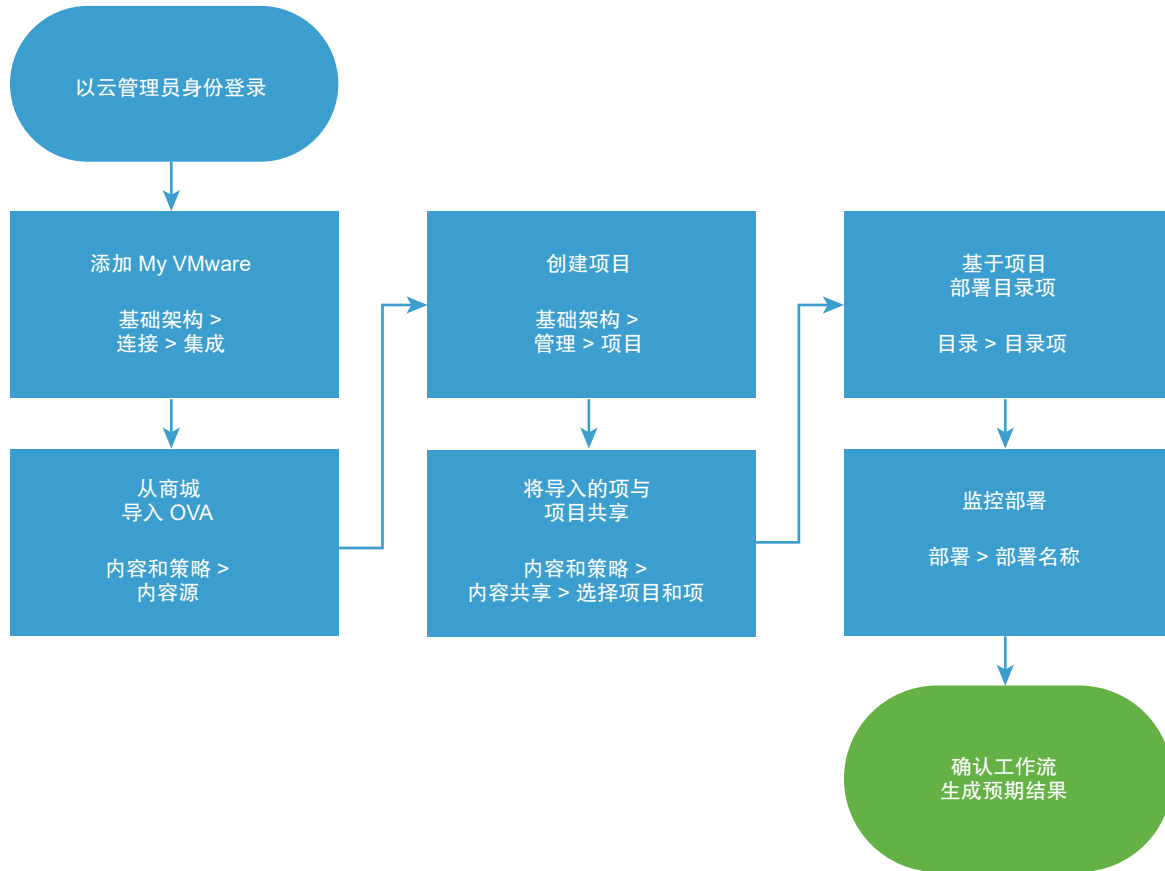 以云管理员身份登录
添加 My VMware
基础架构 >
连接 > 集成
从商城
导入 OVA
内容和策略 >
内容源
创建项目
基础架构 >
管理 > 项目
将导入的项与
项目共享
内容和策略 >
内容共享 > 选择项目和项
基于项目
部署目录项
目录 > 目录项
监控部署
部署 > 部署名称
确认工作流
生成预期结果